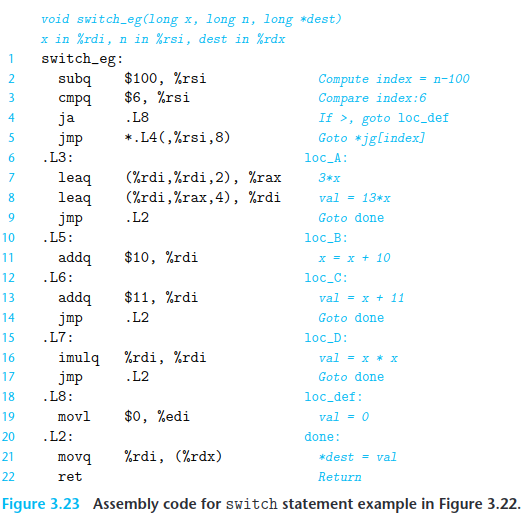 void switch_eg(long x, long n, long *dest)
x in %rdi, n in %rsi, dest in %rdx
1 switch_eg:
2 subq $100, %rsi Compute index = n-100
3 cmpq $6, %rsi Compare index:6
4 ja .L8 If >, goto loc_def
5 jmp *.L4(,%rsi,8) Goto *jg[index]
6 .L3: loc_A:
7 leaq (%rdi,%rdi,2), %rax 3*x
8 leaq (%rdi,%rax,4), %rdi val = 13*x
9 jmp .L2 Goto done
10 .L5: loc_B:
11 addq $10, %rdi x = x + 10
12 .L6: loc_C:
13 addq $11, %rdi val = x + 11
14 jmp .L2 Goto done
15 .L7: loc_D:
16 imulq %rdi, %rdi val = x * x
17 jmp .L2 Goto done
18 .L8: loc_def:
19 movl $0, %edi val = 0
20 .L2: done:
21 movq %rdi, (%rdx) *dest = val
22 ret Return
Figure 3.23 Assembly code for switch statement example in Figure 3.22.